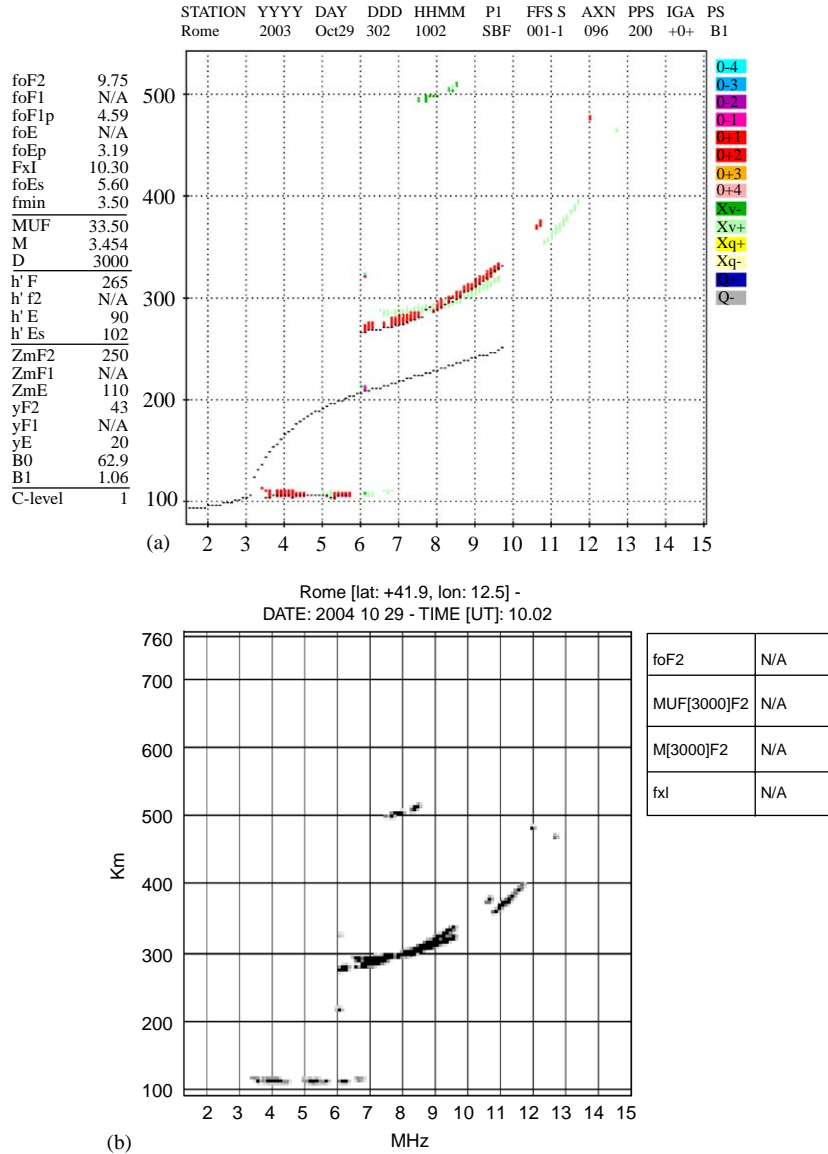 STATION YYYY DAY DDD HHMM P1 FFS S AXN PPS IGA PS
Rome 2003 Oct29 302 1002 SBF 001-1 096 200 +0+ B1
foF2 9.75
foF1 N/A
foF1p 4.59
foE N/A
foEp 3.19
FxI 10.30
foEs 5.60
fmin 3.50
MUF 33.50
M 3.454
D 3000
h' F 265
h' f2 N/A
h' E 90
h' Es 102
ZmF2 250
ZmF1 N/A
ZmE 110
yF2 43
yF1 N/A
yE 20
B0 62.9
B1 1.06
C-level 1
500
400
300
200
100
0-4
0-3
0-2
0-1
0+1
0+2
0+3
0+4
Xv-
Xv+
Xq+
Xq-
Q+
Q-
(a)
2 3 4 5 6 7 8 9 10 11 12 13 14 15
Rome [lat: +41.9, lon: 12.5] -
DATE: 2004 10 29 - TIME [UT]: 10.02
760
700
600
500
400
300
200
100
Km
foF2 N/A
MUF[3000]F2 N/A
M[3000]F2 N/A
fxI N/A
2 3 4 5 6 7 8 9 10 11 12 13 14 15
(b)
MHz